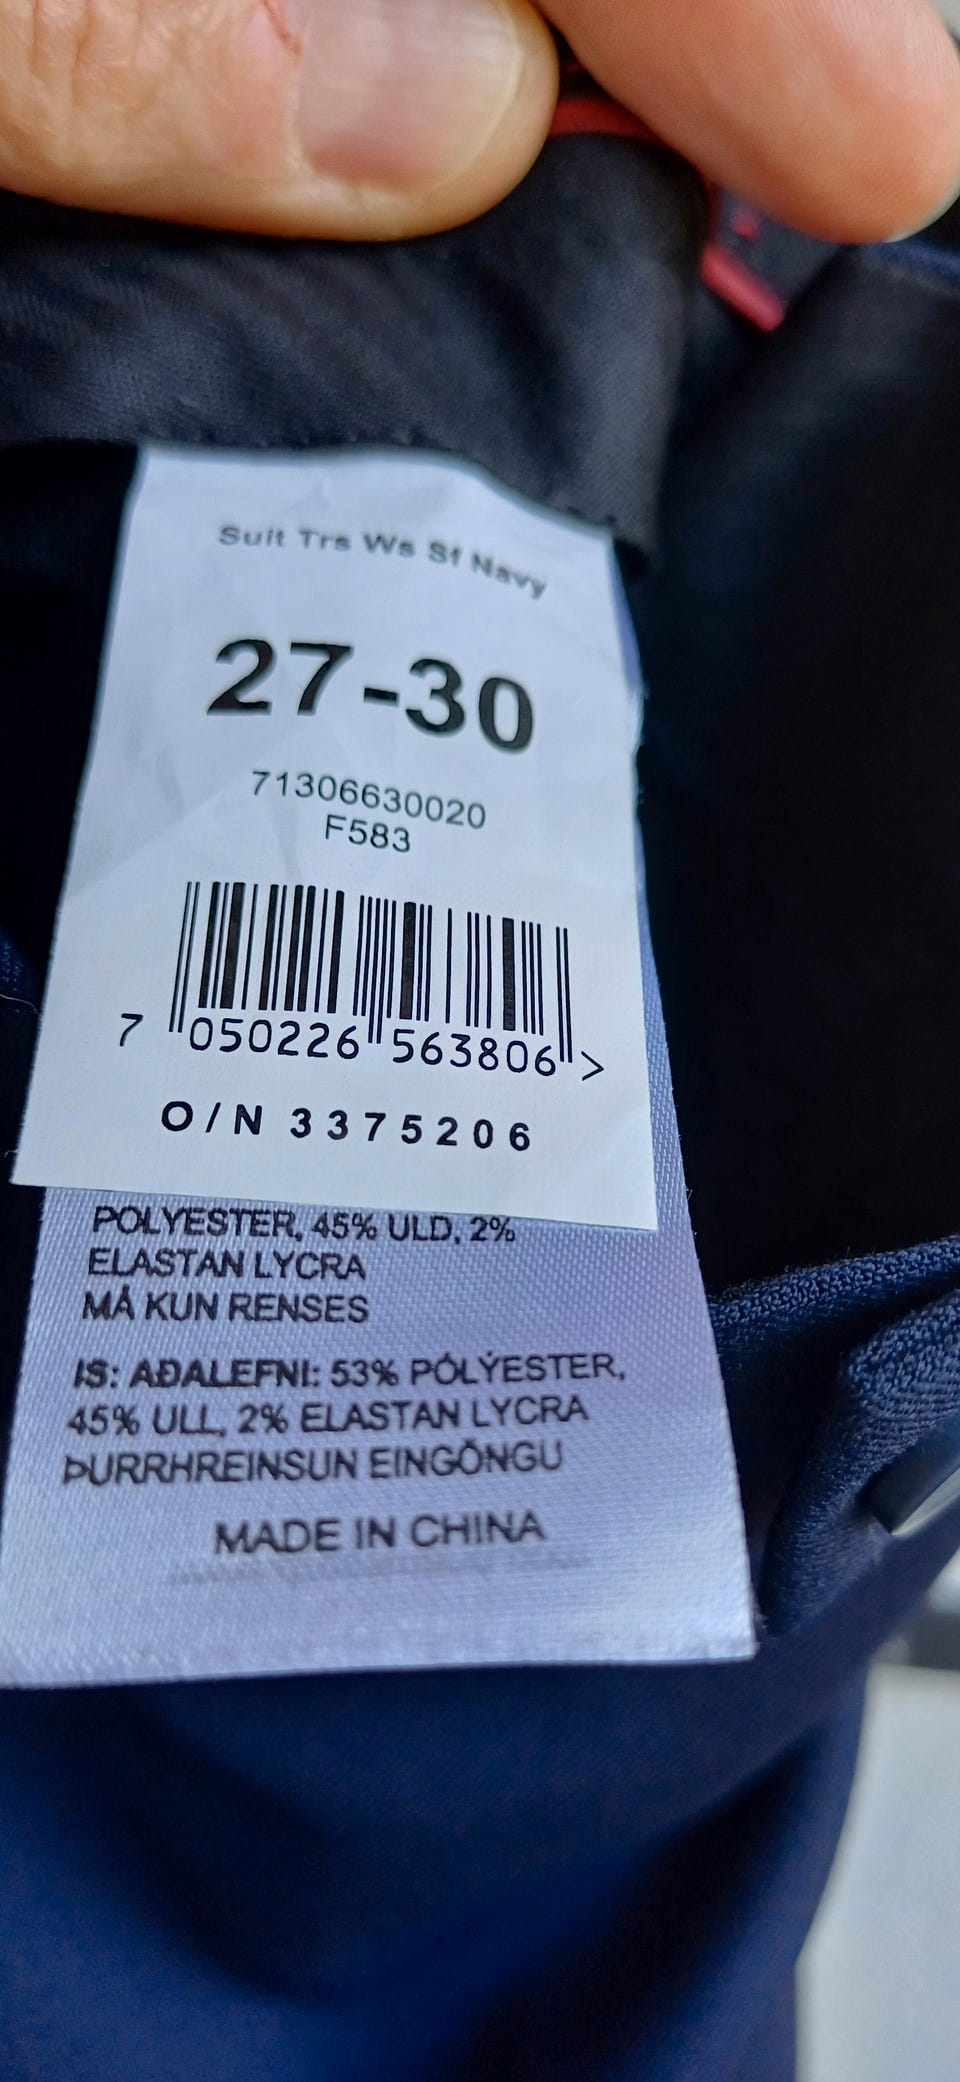 Suit Trs Ws Sf Navy
27-30
71306630020
F583
7 050226 563806 >
O/N 3375206
POLYESTER, 45% ULD, 2%
ELASTAN LYCRA
MÅ KUN RENSES
IS: AÐALEFNI: 53% PÓLÝESTER,
45% ULL, 2% ELASTAN LYCRA
ÞURRHREINSUN EINGÖNGU
MADE IN CHINA